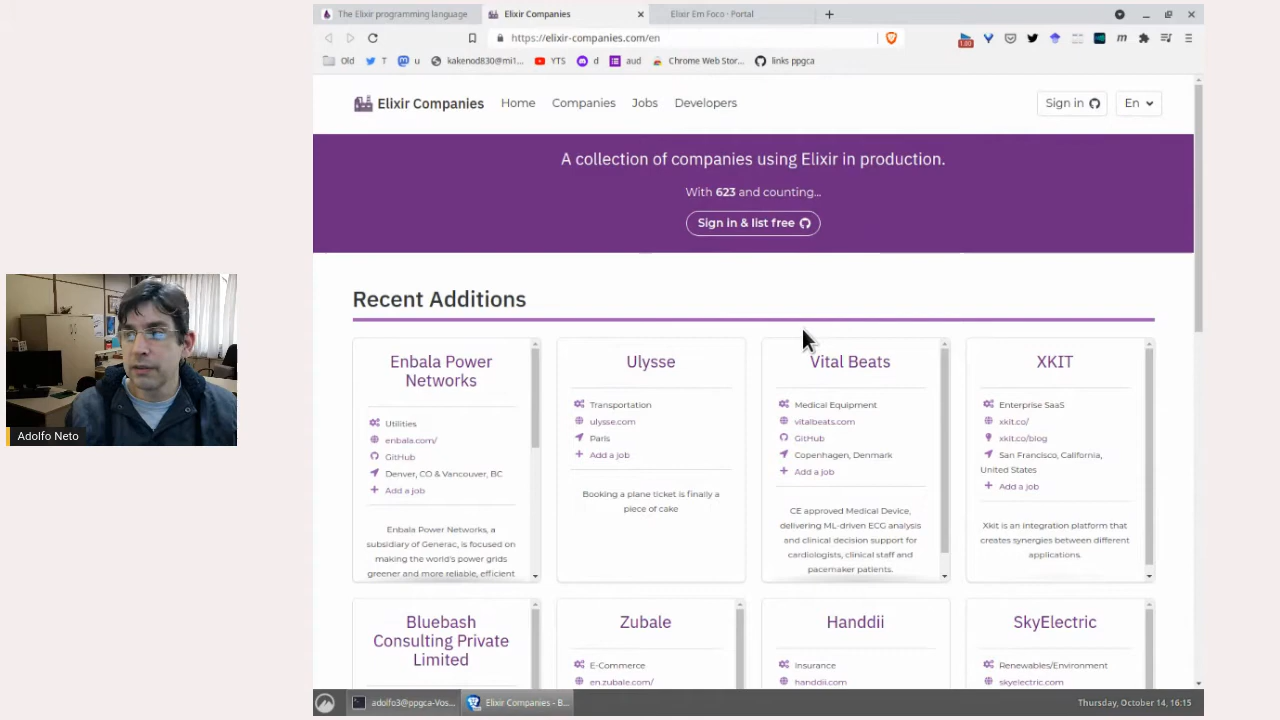 The Elixir programming language
Elixir Companies
Elixir Em Foco · Portal
https://elixir-companies.com/en
1.80
m
Old
T
u
kakenod830@mi1...
YTS
d
aud
Chrome Web Stor...
links ppgca
Elixir Companies
Home
Companies
Jobs
Developers
Sign in
En
A collection of companies using Elixir in production.
With 623 and counting...
Sign in & list free
Recent Additions
Enbala Power
Networks
Utilities
enbala.com/
GitHub
Denver, CO & Vancouver, BC
Add a job
Enbala Power Networks, a
subsidiary of Generac, is focused on
making the world's power grids
greener and more reliable, efficient
Ulysse
Transportation
ulysse.com
Paris
Add a job
Booking a plane ticket is finally a
piece of cake
Vital Beats
Medical Equipment
vitalbeats.com
GitHub
Copenhagen, Denmark
Add a job
CE approved Medical Device,
delivering ML-driven ECG analysis
and clinical decision support for
cardiologists, clinical staff and
pacemaker patients.
XKIT
Enterprise SaaS
xkit.co/
xkit.co/blog
San Francisco, California,
United States
Add a job
Xkit is an integration platform that
creates synergies between different
applications.
Bluebash
Consulting Private
Limited
Zubale
E-Commerce
en.zubale.com/
Handdii
Insurance
handdii.com
SkyElectric
Renewables/Environment
skyelectric.com
Adolfo Neto
adolfo3@ppgca-Vos...
Elixir Companies - B...
Thursday, October 14, 16:15